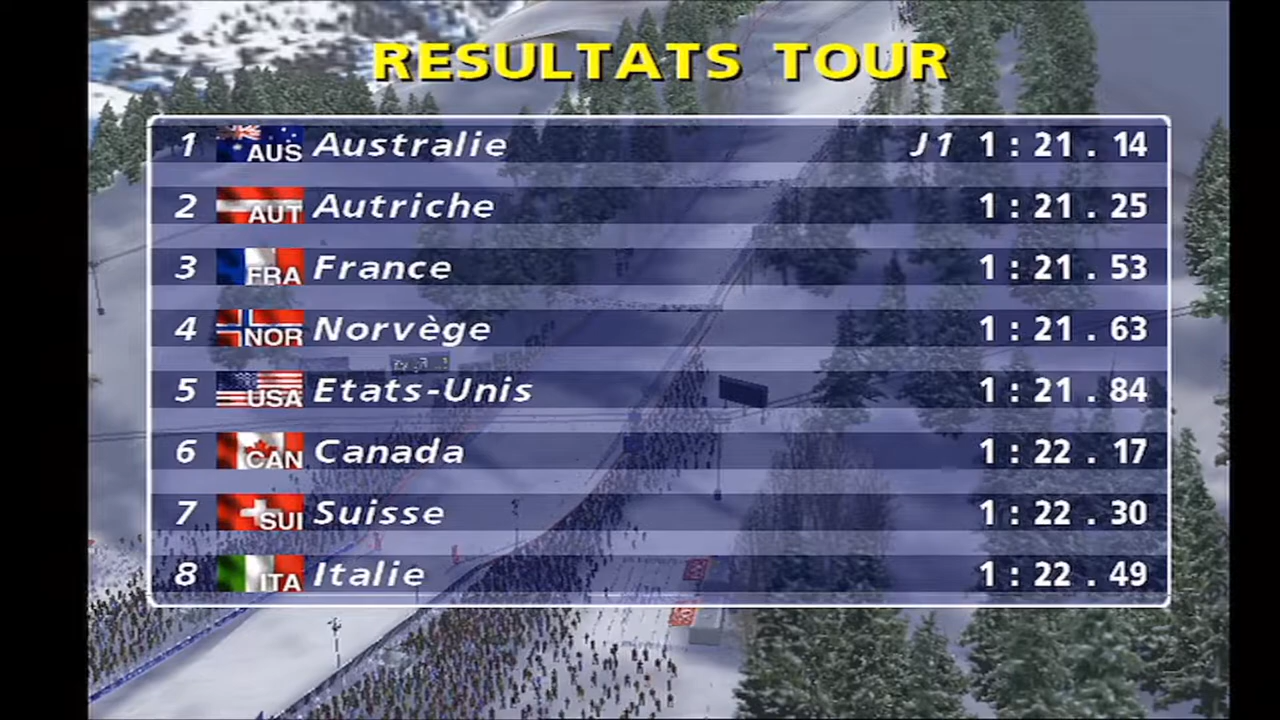 RESULTATS TOUR
1 AUS Australie J1 1:21.14
2 AUT Autriche 1:21.25
3 FRA France 1:21.53
4 NOR Norvège 1:21.63
5 USA Etats-Unis 1:21.84
6 CAN Canada 1:22.17
7 SUI Suisse 1:22.30
8 ITA Italie 1:22.49